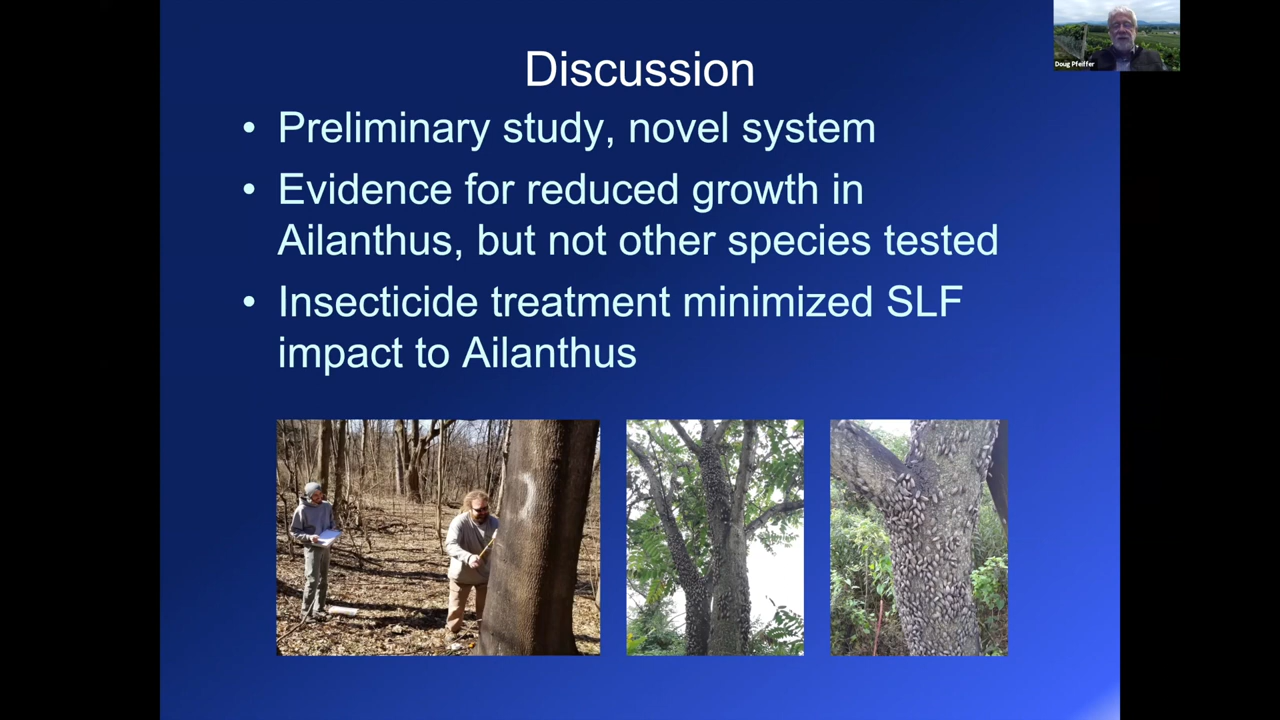 Doug Pfeiffer
Discussion
• Preliminary study, novel system
• Evidence for reduced growth in
Ailanthus, but not other species tested
• Insecticide treatment minimized SLF
impact to Ailanthus